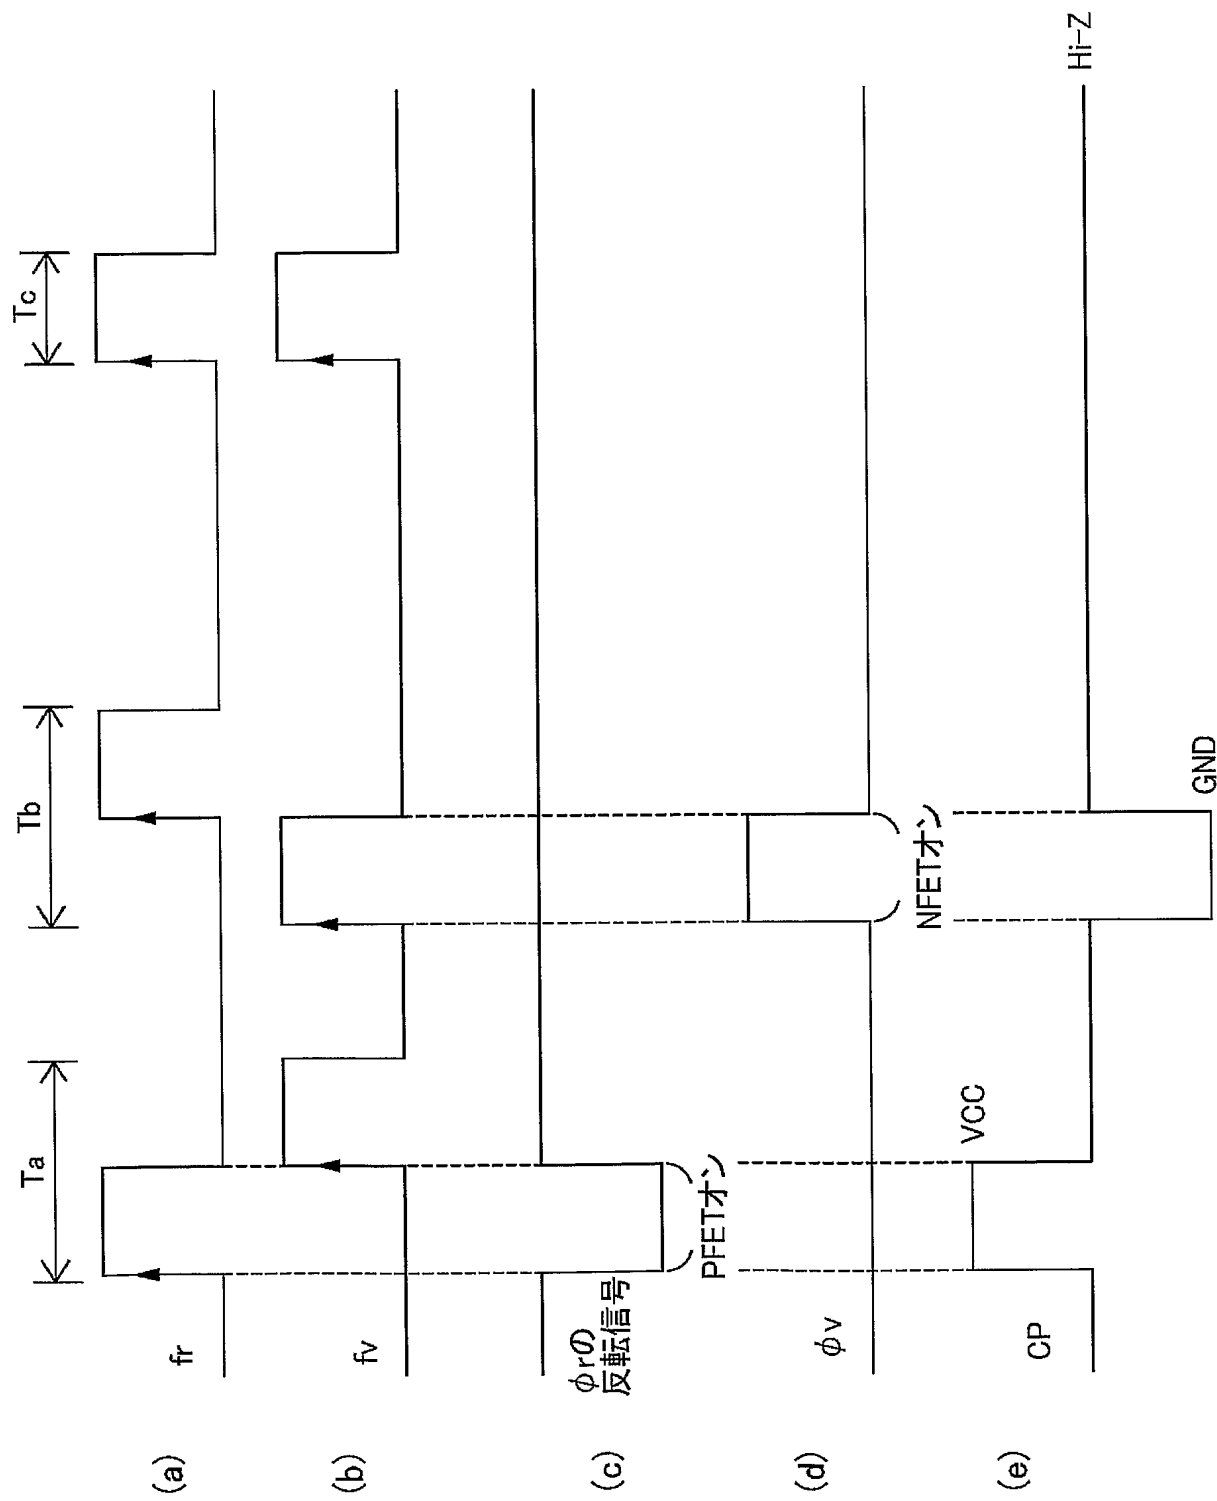 Ta
Tb
Tc
(a)
fr
(b)
fv
(c)
φrの
反転信号
PFETオン
(d)
φv
NFETオン
(e)
CP
VCC
GND
Hi-Z